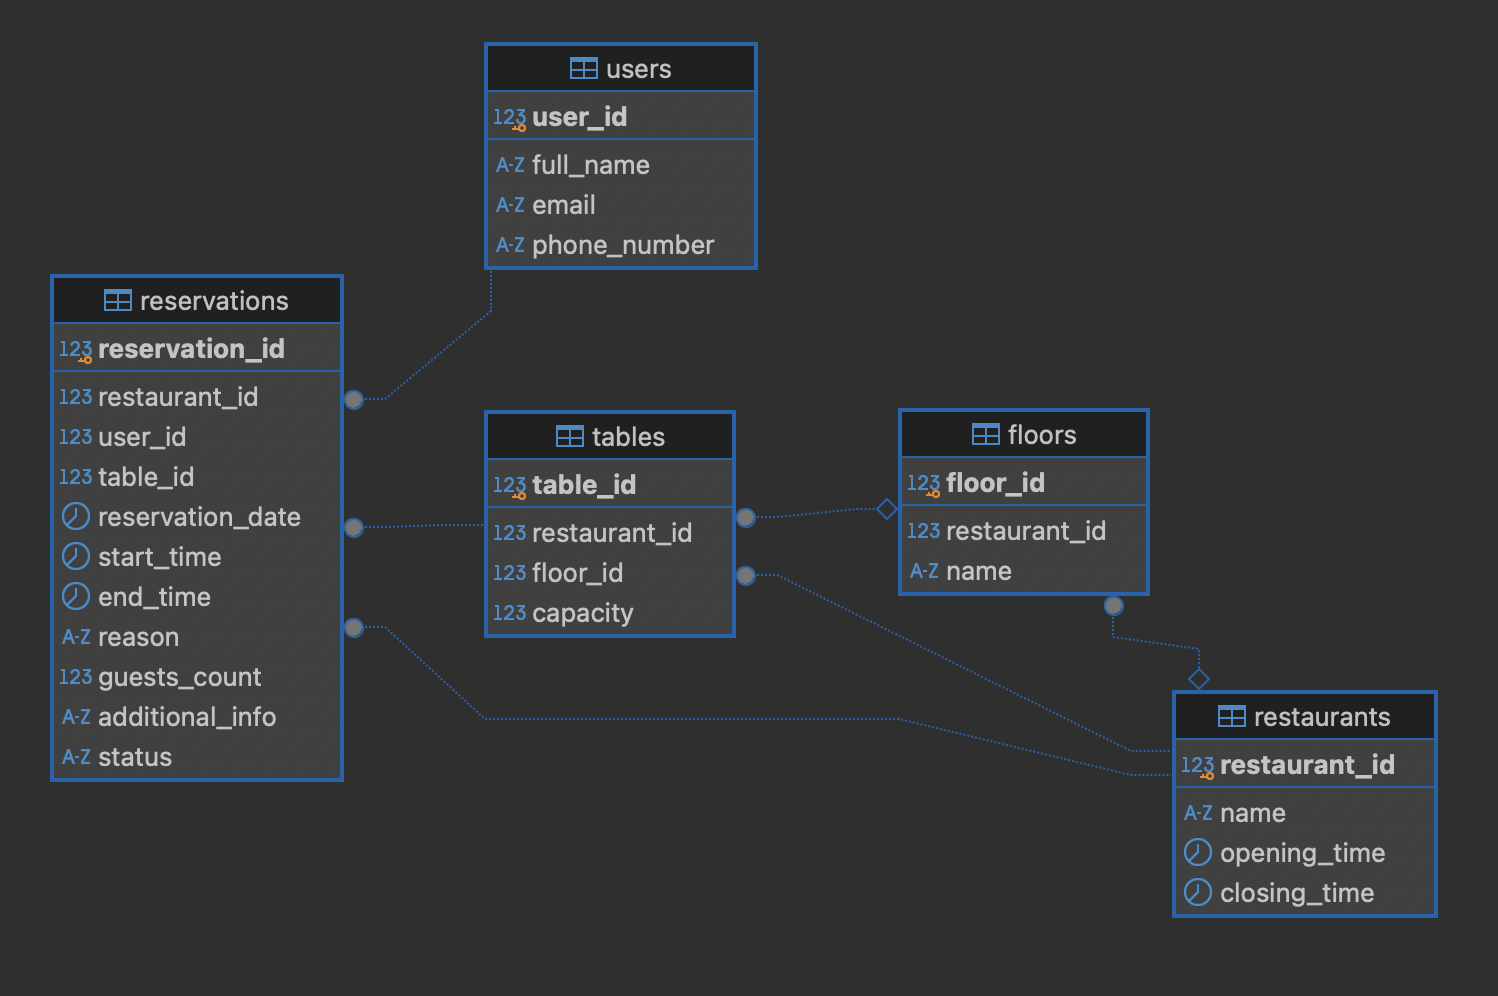 users
123 user_id
A-Z full_name
A-Z email
A-Z phone_number
reservations
123 reservation_id
123 restaurant_id
123 user_id
123 table_id
reservation_date
start_time
end_time
A-Z reason
123 guests_count
A-Z additional_info
A-Z status
tables
123 table_id
123 restaurant_id
123 floor_id
123 capacity
floors
123 floor_id
123 restaurant_id
A-Z name
restaurants
123 restaurant_id
A-Z name
opening_time
closing_time